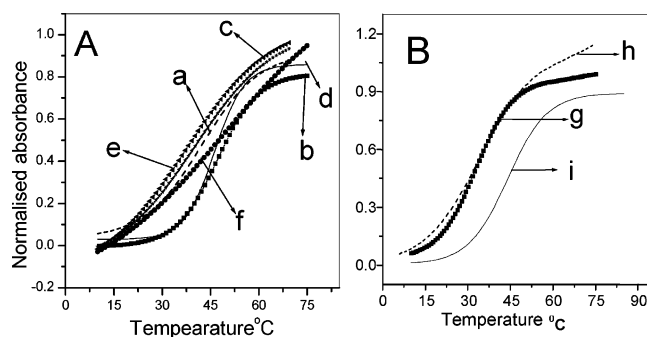 A
B
c
a
d
b
e
f
h
g
i
Normalised absorbance
1.0
0.8
0.6
0.4
0.2
0.0
-0.2
0 15 30 45 60 75 90
Tempearature°C
1.2
0.9
0.6
0.3
0.0
0 15 30 45 60 75 90
Temperature ⁰C